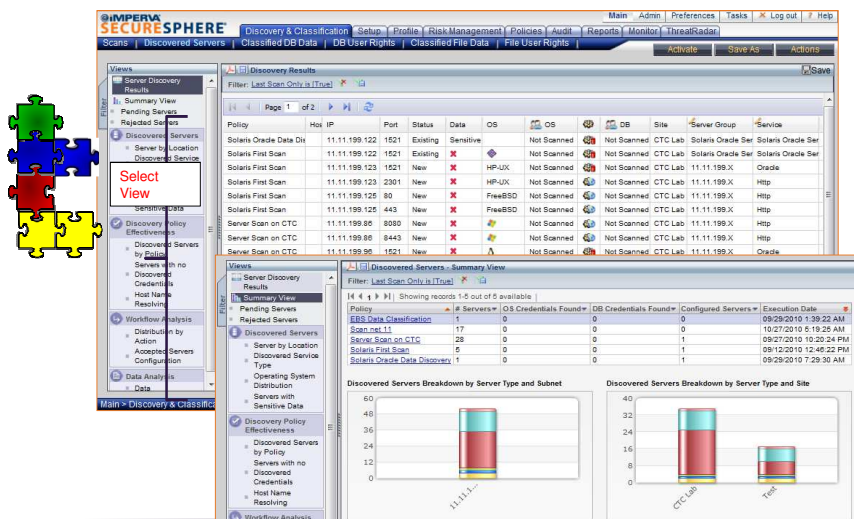 IMPERVA
SECURESPHERE
Main Admin Preferences Tasks Log out ? Help
Discovery & Classification Setup Profile Risk Management Policies Audit Reports Monitor ThreatRadar
Scans | Discovered Servers | Classified DB Data | DB User Rights | Classified File Data | File User Rights |
Activate Save As Actions
Views
Filter
Server Discovery
Results
Summary View
Pending Servers
Rejected Servers
Discovered Servers
Server by Location
Discovered Service
Select
View
Sensitive Data
Discovery Policy
Effectiveness
Discovered Servers
by Policy
Servers with no
Discovered
Credentials
Host Name
Resolving
Workflow Analysis
Distribution by
Action
Accepted Servers
Configuration
Data Analysis
Data
Main > Discovery & Classifica
Discovery Results
Save
Filter: Last Scan Only is [True]
Page 1 of 2
Policy Hos IP Port Status Data OS OS DB Site Server Group Service
Solaris Oracle Data Dis 11.11.199.122 1521 Existing Sensitive Not Scanned Not Scanned CTC Lab Solaris Oracle Ser Solaris Oracle Ser
Solaris First Scan 11.11.199.122 1521 Existing Not Scanned Not Scanned CTC Lab Solaris Oracle Ser Solaris Oracle Ser
Solaris First Scan 11.11.199.123 1521 New HP-UX Not Scanned Not Scanned CTC Lab 11.11.199.X Oracle
Solaris First Scan 11.11.199.123 2301 New HP-UX Not Scanned Not Scanned CTC Lab 11.11.199.X Http
Solaris First Scan 11.11.199.125 80 New FreeBSD Not Scanned Not Scanned CTC Lab 11.11.199.X Http
Solaris First Scan 11.11.199.125 443 New FreeBSD Not Scanned Not Scanned CTC Lab 11.11.199.X Http
Server Scan on CTC 11.11.199.86 8080 New Not Scanned Not Scanned CTC Lab 11.11.199.X Http
Server Scan on CTC 11.11.199.86 8443 New Not Scanned Not Scanned CTC Lab 11.11.199.X Http
Server Scan on CTC 11.11.199.96 1521 New Not Scanned Not Scanned CTC Lab 11.11.199.X Oracle
Views
Filter
Server Discovery
Results
Summary View
Pending Servers
Rejected Servers
Discovered Servers
Server by Location
Discovered Service
Type
Operating System
Distribution
Servers with
Sensitive Data
Discovery Policy
Effectiveness
Discovered Servers
by Policy
Servers with no
Discovered
Credentials
Host Name
Resolving
Workflow Analysis
Discovered Servers - Summary View
Filter: Last Scan Only is [True]
1 Showing records 1-5 out of 5 available |
Policy # Servers OS Credentials Found DB Credentials Found Configured Servers Execution Date
EBS Data Classification 1 0 0 0 09/29/2010 1:39:22 AM
Scan net 11 17 0 0 0 10/27/2010 5:19:25 AM
Server Scan on CTC 28 0 0 1 09/27/2010 10:20:24 PM
Solaris First Scan 5 0 0 1 09/12/2010 12:46:22 PM
Solaris Oracle Data Discovery 1 0 0 1 09/29/2010 7:29:30 AM
Discovered Servers Breakdown by Server Type and Subnet
60
48
36
24
12
0
11.11.1...
Discovered Servers Breakdown by Server Type and Site
40
32
24
16
8
0
CTC Lab
Test